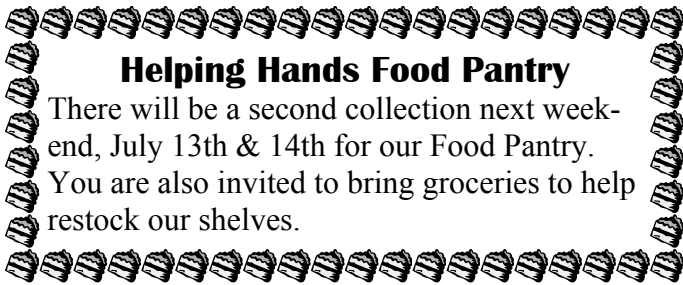 Helping Hands Food Pantry
There will be a second collection next week-
end, July 13th & 14th for our Food Pantry.
You are also invited to bring groceries to help
restock our shelves.